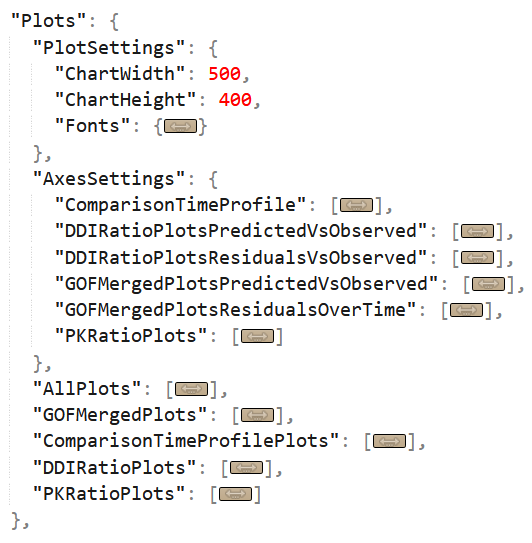 "Plots": {
"PlotSettings": {
"ChartWidth": 500,
"ChartHeight": 400,
"Fonts": {}
},
"AxesSettings": {
"ComparisonTimeProfile": [],
"DDIRatioPlotsPredictedVsObserved": [],
"DDIRatioPlotsResidualsVsObserved": [],
"GOFMergedPlotsPredictedVsObserved": [],
"GOFMergedPlotsResidualsOverTime": [],
"PKRatioPlots": []
},
"AllPlots": [],
"GOFMergedPlots": [],
"ComparisonTimeProfilePlots": [],
"DDIRatioPlots": [],
"PKRatioPlots": []
},